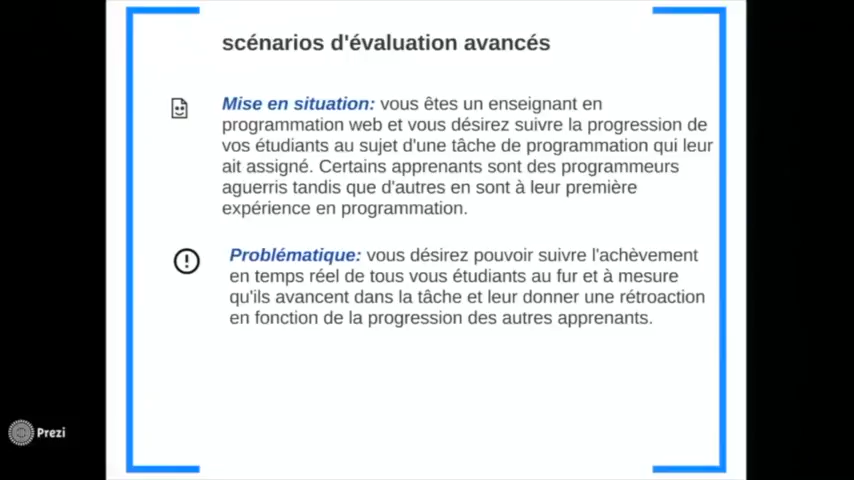 scénarios d'évaluation avancés
Mise en situation: vous êtes un enseignant en
programmation web et vous désirez suivre la progression de
vos étudiants au sujet d'une tâche de programmation qui leur
ait assigné. Certains apprenants sont des programmeurs
aguerris tandis que d'autres en sont à leur première
expérience en programmation.
Problématique: vous désirez pouvoir suivre l'achèvement
en temps réel de tous vous étudiants au fur et à mesure
qu'ils avancent dans la tâche et leur donner une rétroaction
en fonction de la progression des autres apprenants.
Prezi